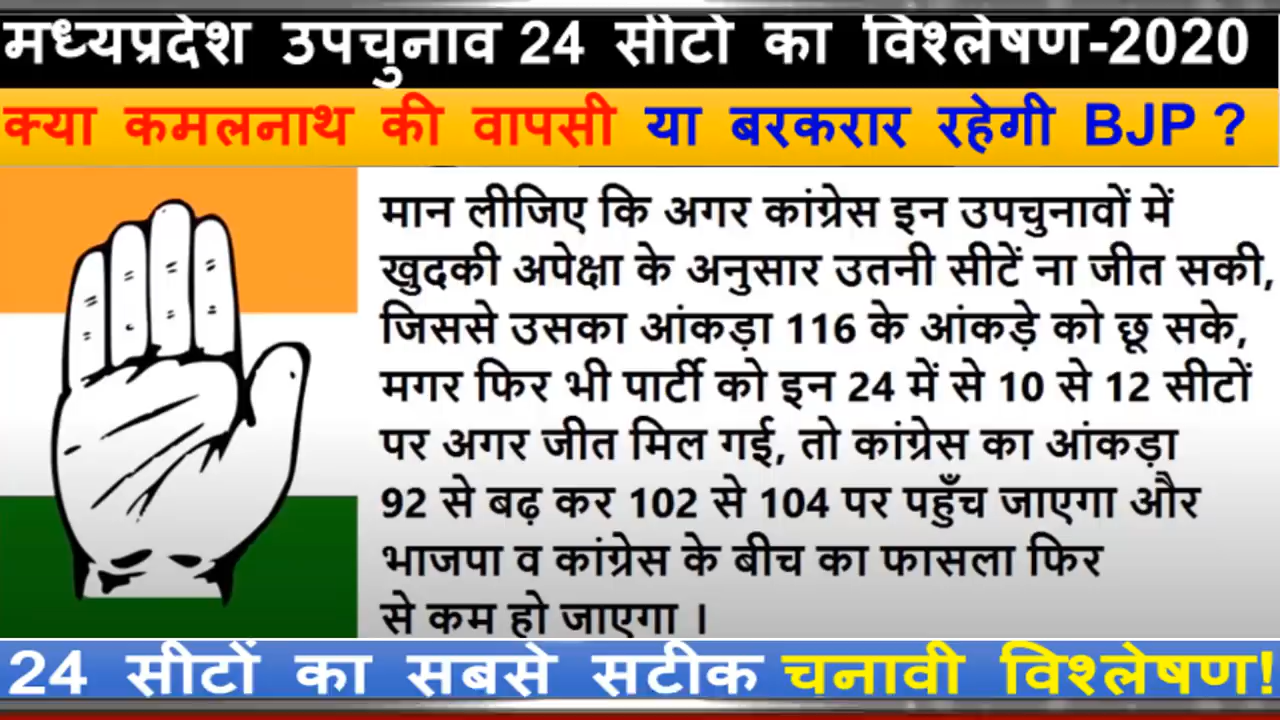 मध्यप्रदेश उपचुनाव 24 सीटो का विश्लेषण-2020
क्या कमलनाथ की वापसी या बरकरार रहेगी BJP ?
मान लीजिए कि अगर कांग्रेस इन उपचुनावों में
खुदकी अपेक्षा के अनुसार उतनी सीटें ना जीत सकी,
जिससे उसका आंकड़ा 116 के आंकड़े को छू सके,
मगर फिर भी पार्टी को इन 24 में से 10 से 12 सीटों
पर अगर जीत मिल गई, तो कांग्रेस का आंकड़ा
92 से बढ़ कर 102 से 104 पर पहुँच जाएगा और
भाजपा व कांग्रेस के बीच का फासला फिर
से कम हो जाएगा ।
24 सीटों का सबसे सटीक चनावी विश्लेषण!